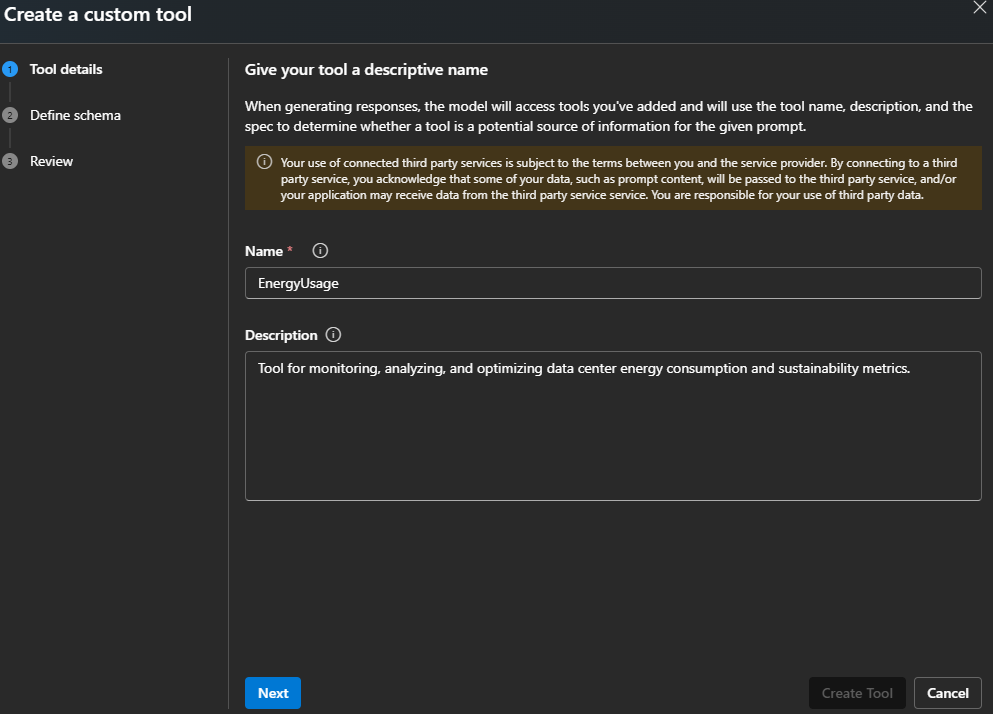 Create a custom tool
1 Tool details
2 Define schema
3 Review
Give your tool a descriptive name
When generating responses, the model will access tools you've added and will use the tool name, description, and the
spec to determine whether a tool is a potential source of information for the given prompt.
Your use of connected third party services is subject to the terms between you and the service provider. By connecting to a third
party service, you acknowledge that some of your data, such as prompt content, will be passed to the third party service, and/or
your application may receive data from the third party service service. You are responsible for your use of third party data.
Name *
EnergyUsage
Description
Tool for monitoring, analyzing, and optimizing data center energy consumption and sustainability metrics.
Next
Create Tool
Cancel